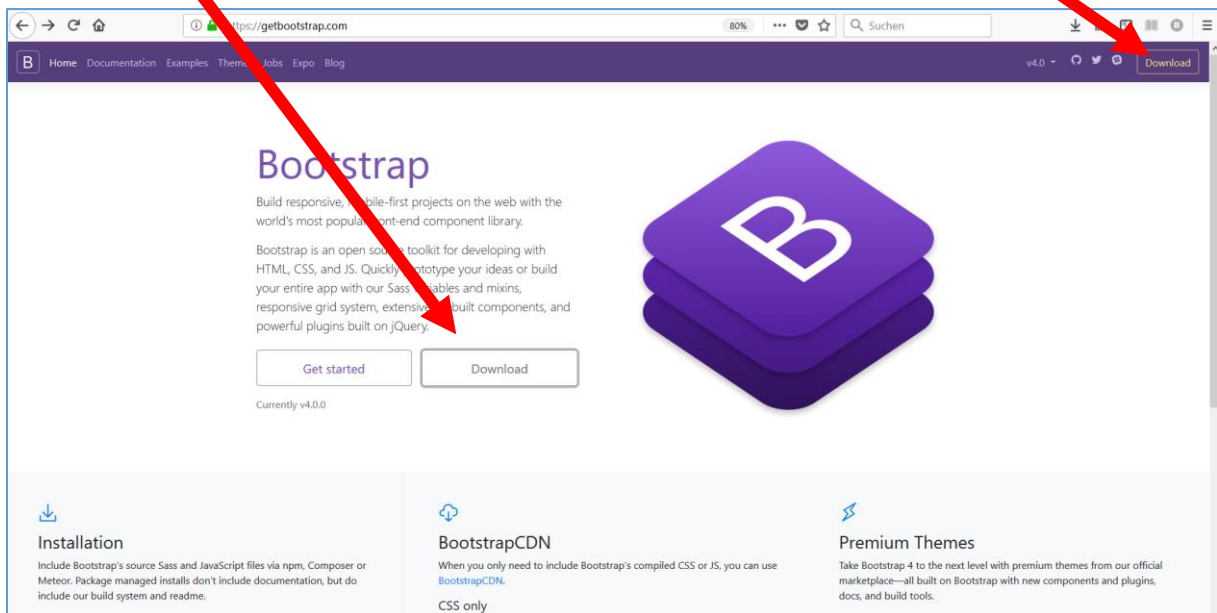 https://getbootstrap.com
80%
Suchen
B Home Documentation Examples Themes Jobs Expo Blog
v4.0
Download
Bootstrap
Build responsive, mobile-first projects on the web with the
world's most popular front-end component library.
Bootstrap is an open source toolkit for developing with
HTML, CSS, and JS. Quickly prototype your ideas or build
your entire app with our Sass variables and mixins,
responsive grid system, extensive prebuilt components, and
powerful plugins built on jQuery.
Get started
Download
Currently v4.0.0
B
Installation
Include Bootstrap's source Sass and JavaScript files via npm, Composer or
Meteor. Package managed installs don't include documentation, but do
include our build system and readme.
BootstrapCDN
When you only need to include Bootstrap's compiled CSS or JS, you can use
BootstrapCDN.
CSS only
Premium Themes
Take Bootstrap 4 to the next level with premium themes from our official
marketplace—all built on Bootstrap with new components and plugins,
docs, and build tools.